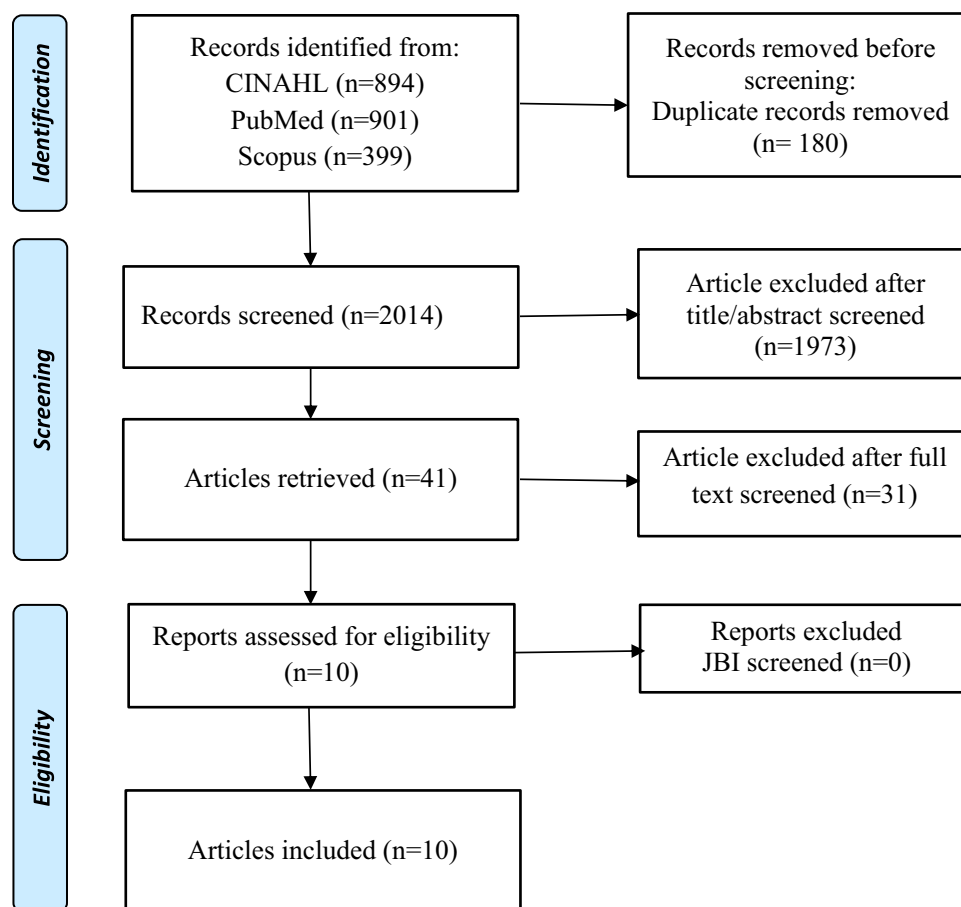 Identification
Records identified from:
CINAHL (n=894)
PubMed (n=901)
Scopus (n=399)
Records removed before
screening:
Duplicate records removed
(n= 180)
Screening
Records screened (n=2014)
Article excluded after
title/abstract screened
(n=1973)
Articles retrieved (n=41)
Article excluded after full
text screened (n=31)
Eligibility
Reports assessed for eligibility
(n=10)
Reports excluded
JBI screened (n=0)
Articles included (n=10)